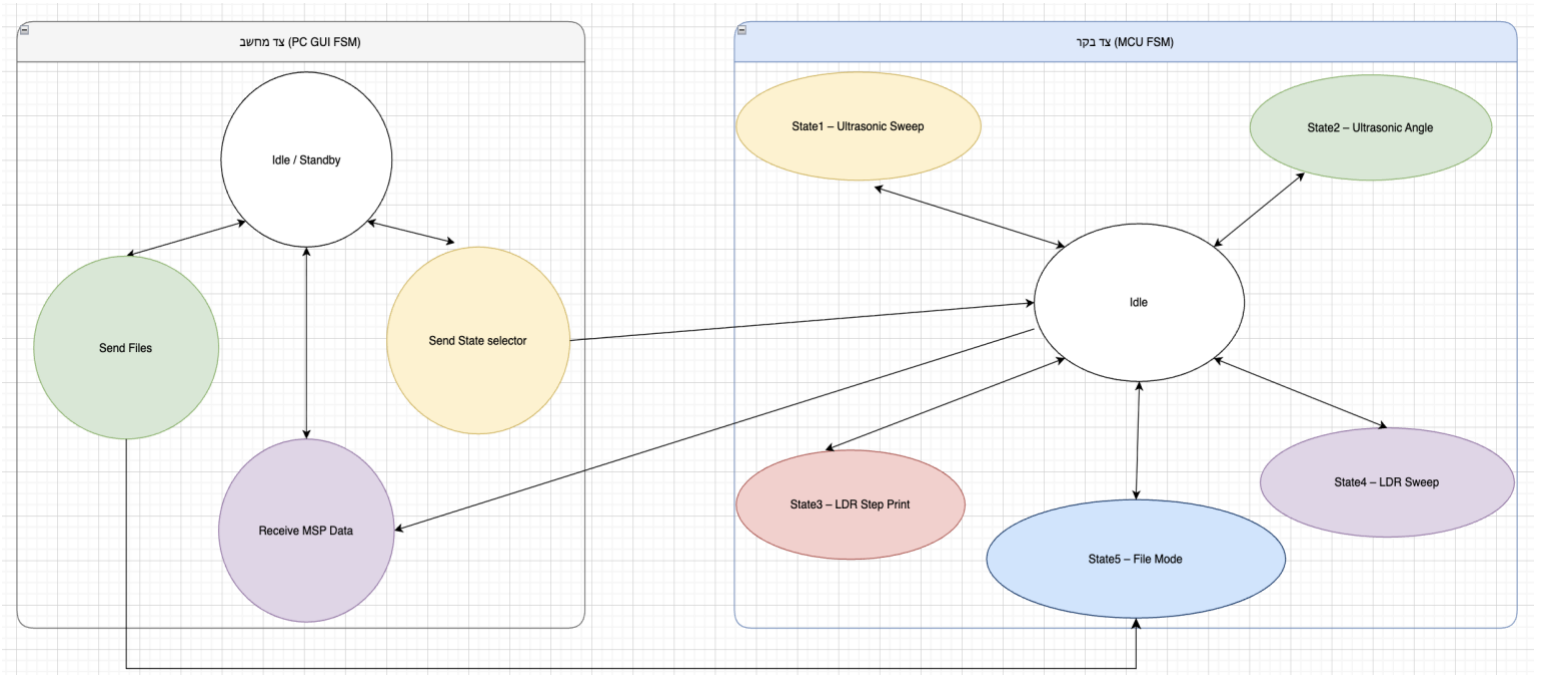 צד מחשב (PC GUI FSM)
Idle / Standby
Send Files
Send State selector
Receive MSP Data
צד בקר (MCU FSM)
State1 – Ultrasonic Sweep
State2 – Ultrasonic Angle
Idle
State3 – LDR Step Print
State4 – LDR Sweep
State5 – File Mode